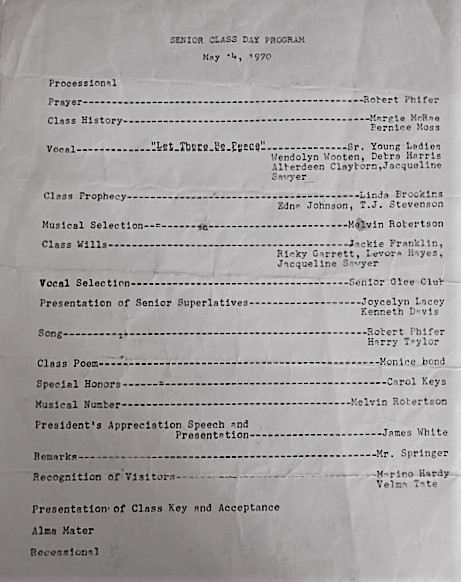 SENIOR CLASS DAY PROGRAM
May 14, 1970
Processional
Prayer---Robert Phifer
Class History---Margie McRae
Bernice Moss
Vocal---"Let There Be Peace"---Sr. Young Ladies
Wendolyn Wooten, Debra Harris
Alberdeen Clayborn, Jacqueline
Sawyer
Class Prophecy---Linda Brockins
Edna Johnson, T.J. Stevenson
Musical Selection---Melvin Robertson
Class Wills---Jackie Franklin,
Ricky Garrett, Levora Hayes,
Jacqueline Sawyer
Vocal Selection---Senior Glee Club
Presentation of Senior Superlatives---Joycelyn Lacey
Kenneth Davis
Song---Robert Phifer
Harry Taylor
Class Poem---Monice bond
Special Honors---Carol Keys
Musical Number---Melvin Robertson
President's Appreciation Speech and
Presentation---James White
Remarks---Mr. Springer
Recognition of Visitors---Marino Hardy
Velma Tate
Presentation of Class Key and Acceptance
Alma Mater
Recessional